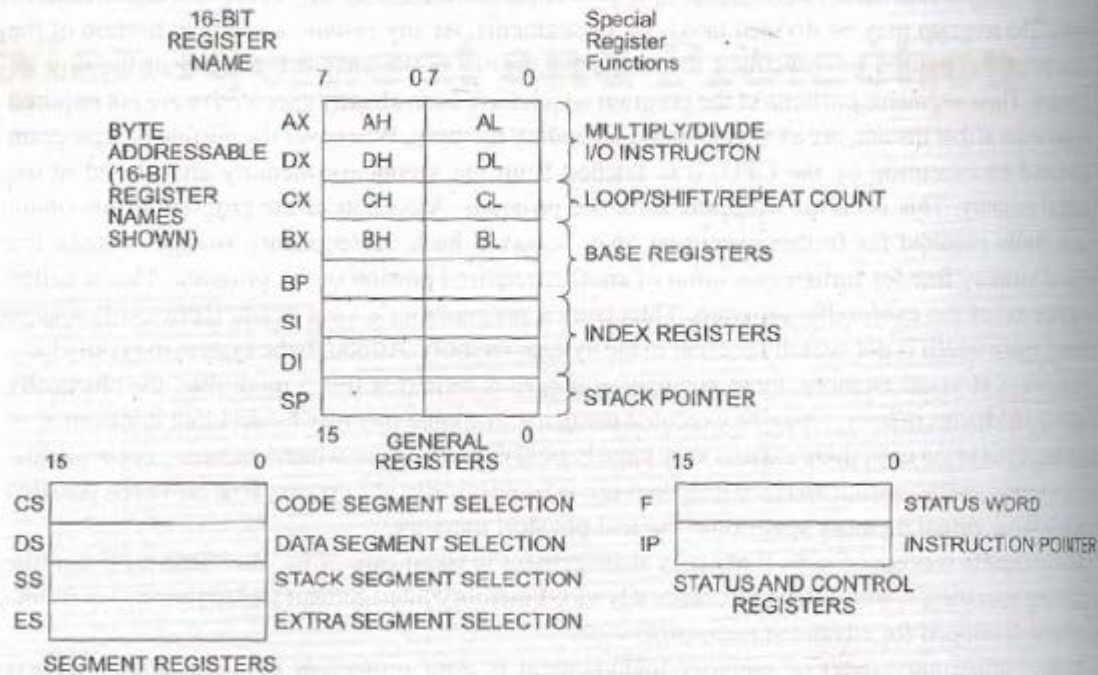 16-BIT
REGISTER
NAME
Special
Register
Functions
7 0 7 0
BYTE
ADDRESSABLE
(16-BIT
REGISTER
NAMES
SHOWN)
AX AH AL
DX DH DL
MULTIPLY/DIVIDE
I/O INSTRUCTON
CX CH CL
LOOP/SHIFT/REPEAT COUNT
BX BH BL
BP
BASE REGISTERS
SI
DI
INDEX REGISTERS
SP
STACK POINTER
15 0
GENERAL
REGISTERS
15 0
CS CODE SEGMENT SELECTION
DS DATA SEGMENT SELECTION
SS STACK SEGMENT SELECTION
ES EXTRA SEGMENT SELECTION
SEGMENT REGISTERS
15 0
F STATUS WORD
IP INSTRUCTION POINTER
STATUS AND CONTROL
REGISTERS